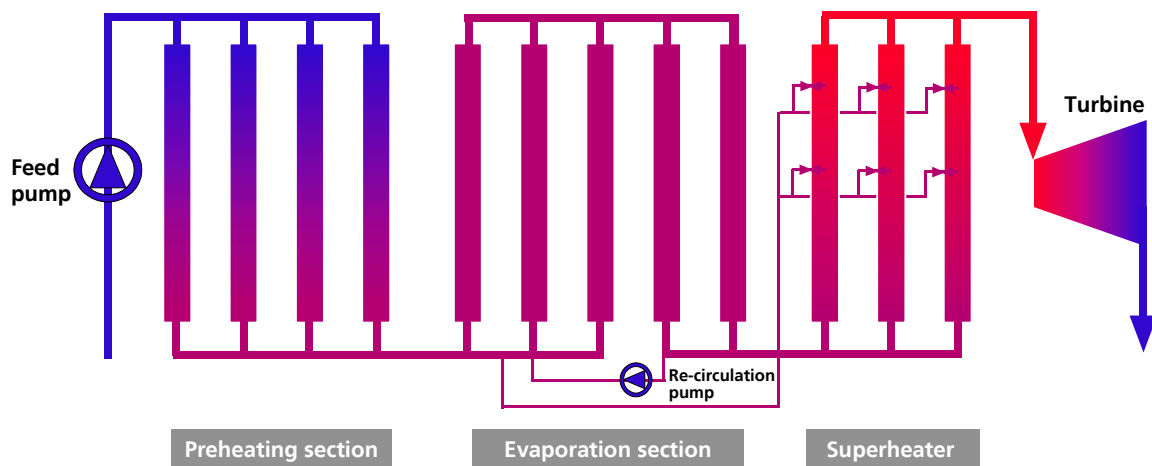 Feed
pump
Turbine
Re-circulation
pump
Preheating section
Evaporation section
Superheater